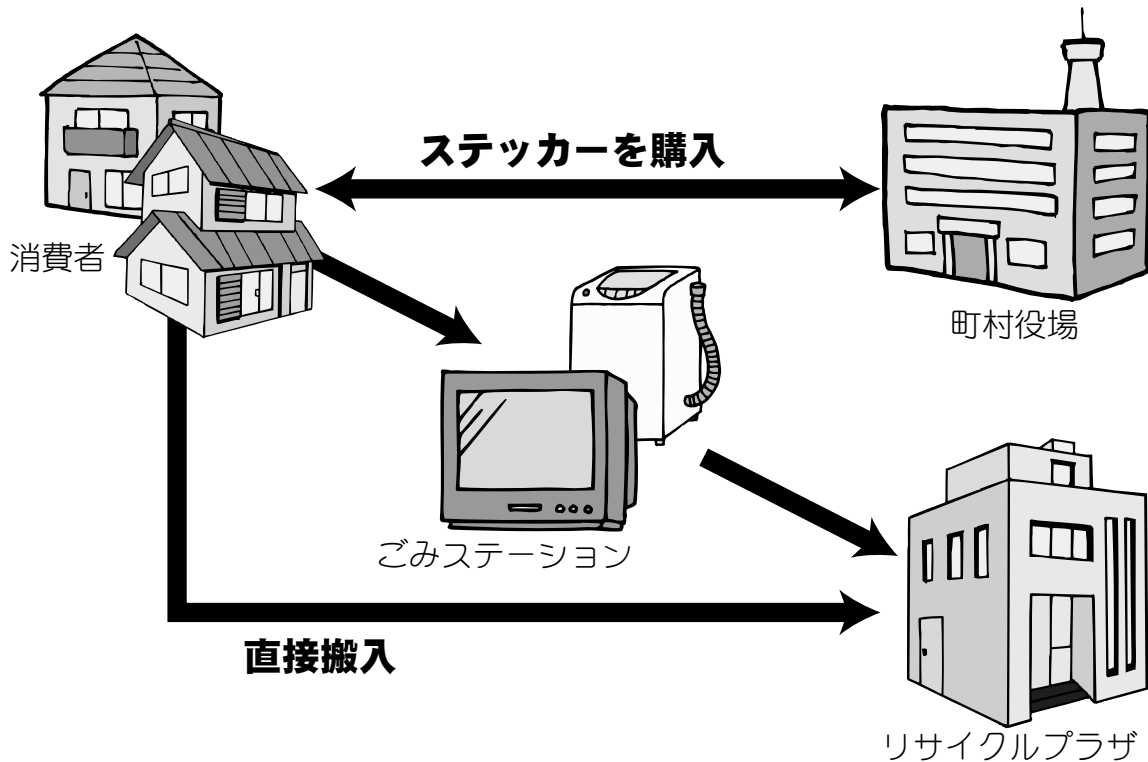 ステッカーを購入
消費者
町村役場
ごみステーション
直接搬入
リサイクルプラザ